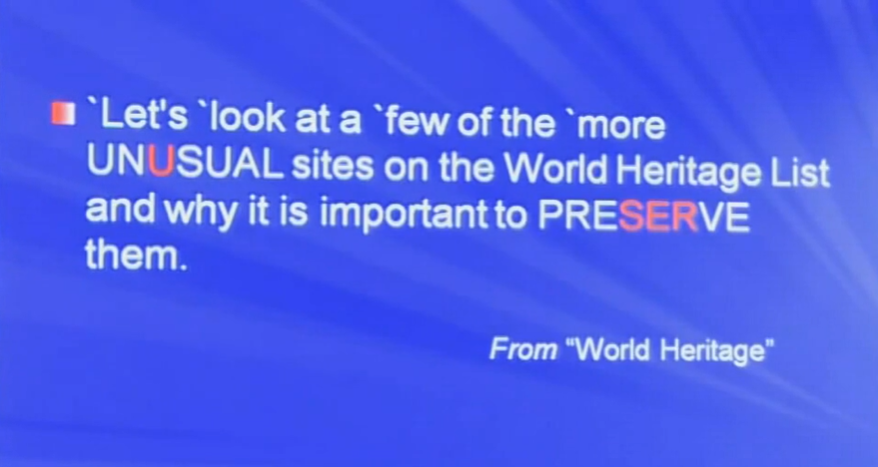 `Let's `look at a `few of the `more
UNUSUAL sites on the World Heritage List
and why it is important to PRESERVE
them.
From “World Heritage”